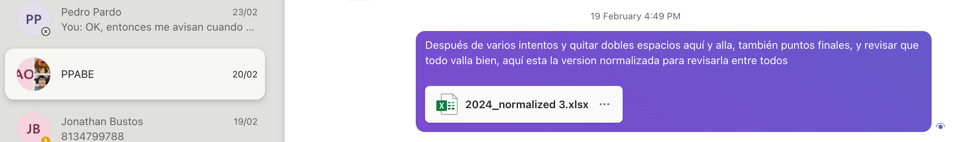 PP
Pedro Pardo
23/02
You: OK, entonces me avisan cuando ...
AO
PPABE
20/02
JB
Jonathan Bustos
19/02
8134799788
19 February 4:49 PM
Después de varios intentos y quitar dobles espacios aquí y alla, también puntos finales, y revisar que
todo valla bien, aquí esta la version normalizada para revisarla entre todos
2024_normalized 3.xlsx